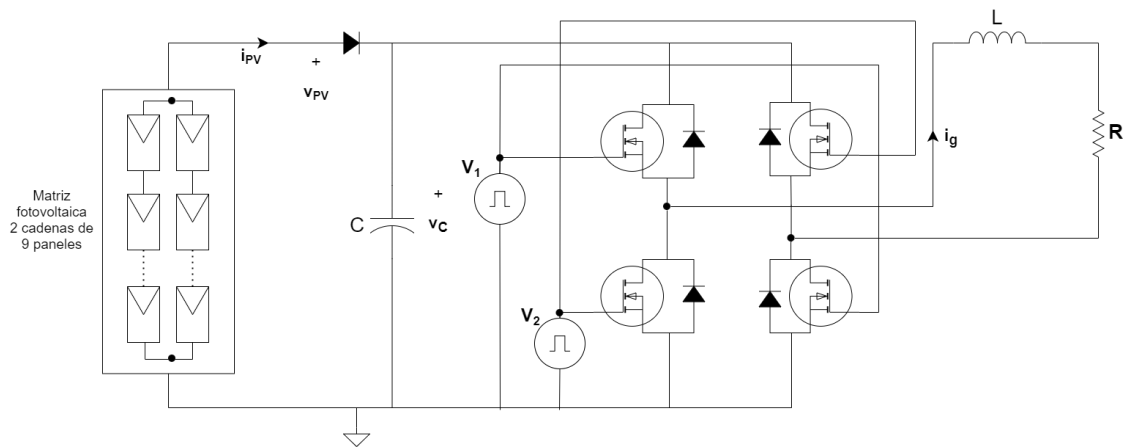 L
i_PV
+
v_PV
R
i_g
V_1
Matriz
fotovoltaica
2 cadenas de
9 paneles
+
v_C
C
V_2